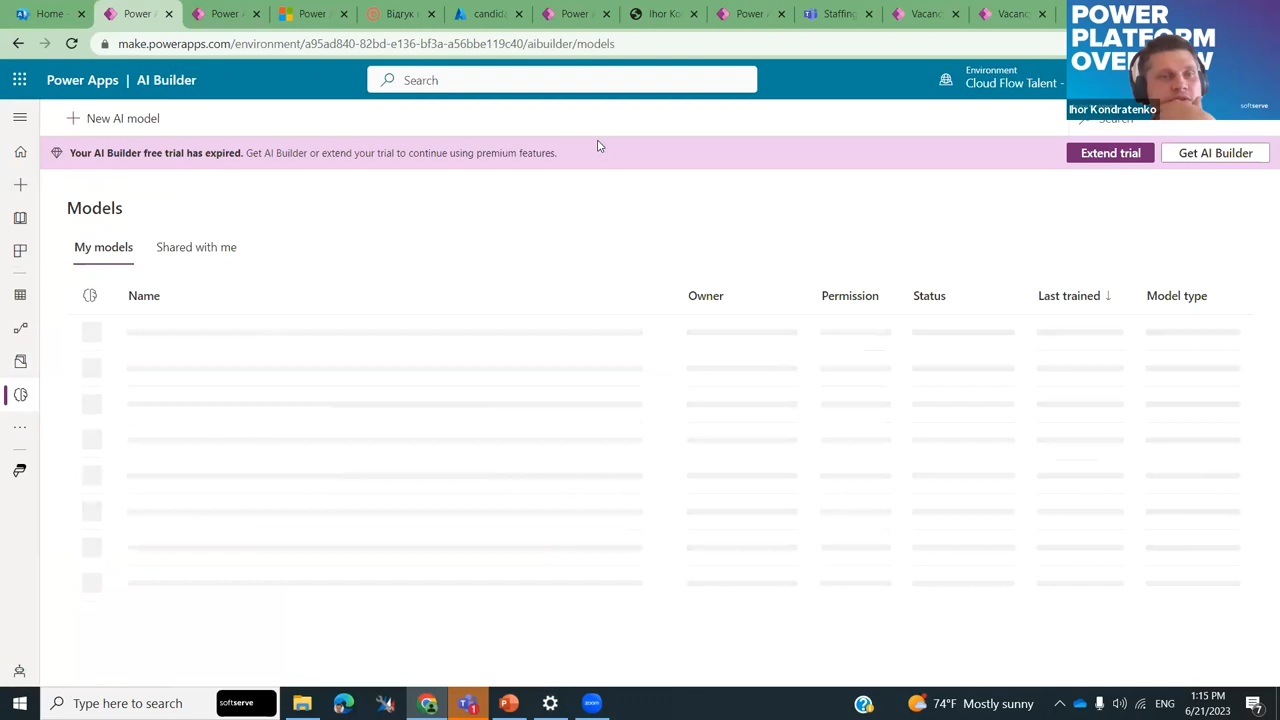 Home
Power A
Power A
Відгук
candida
Power
Ihor Ko
Power A
Staffing
Vacanc
Vacanc
make.powerapps.com/environment/a95ad840-82bd-e136-bf3a-a56bbe119c40/aibuilder/models
POWER
PLATFORM
Ihor Kondratenko
softserve
Power Apps | AI Builder
Search
Environment
Cloud Flow Talent -
New AI model
Search
Your AI Builder free trial has expired. Get AI Builder or extend your trial to continue using premium features.
Extend trial
Get AI Builder
Models
My models
Shared with me
Name
Owner
Permission
Status
Last trained ↓
Model type
Type here to search
softserve
74°F Mostly sunny
ENG
1:15 PM
6/21/2023
7